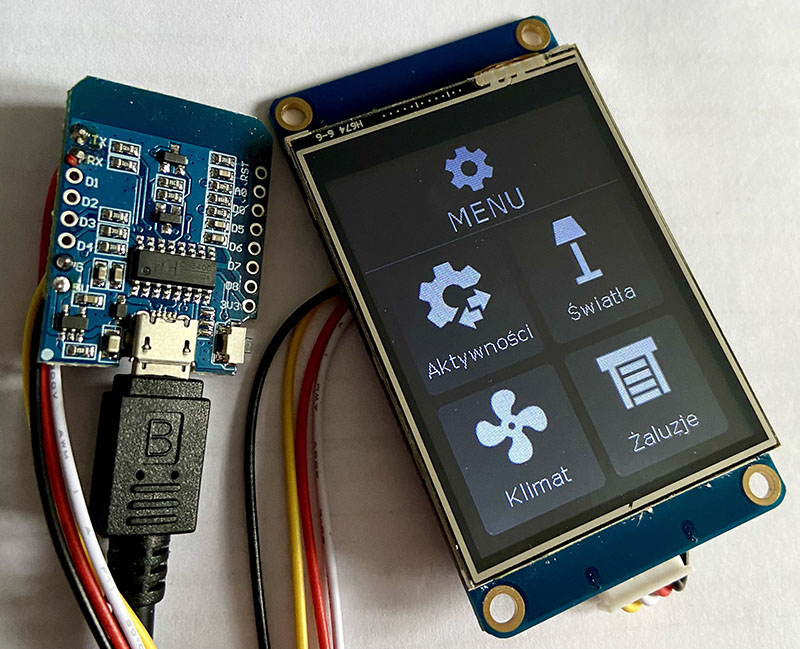 TX
RX
D1
D2
D3
D4
RST
A0
D0
D5
D6
D7
D8
3V3
B
H674 6-6
MENU
Aktywności
Światła
Klimat
Żaluzje